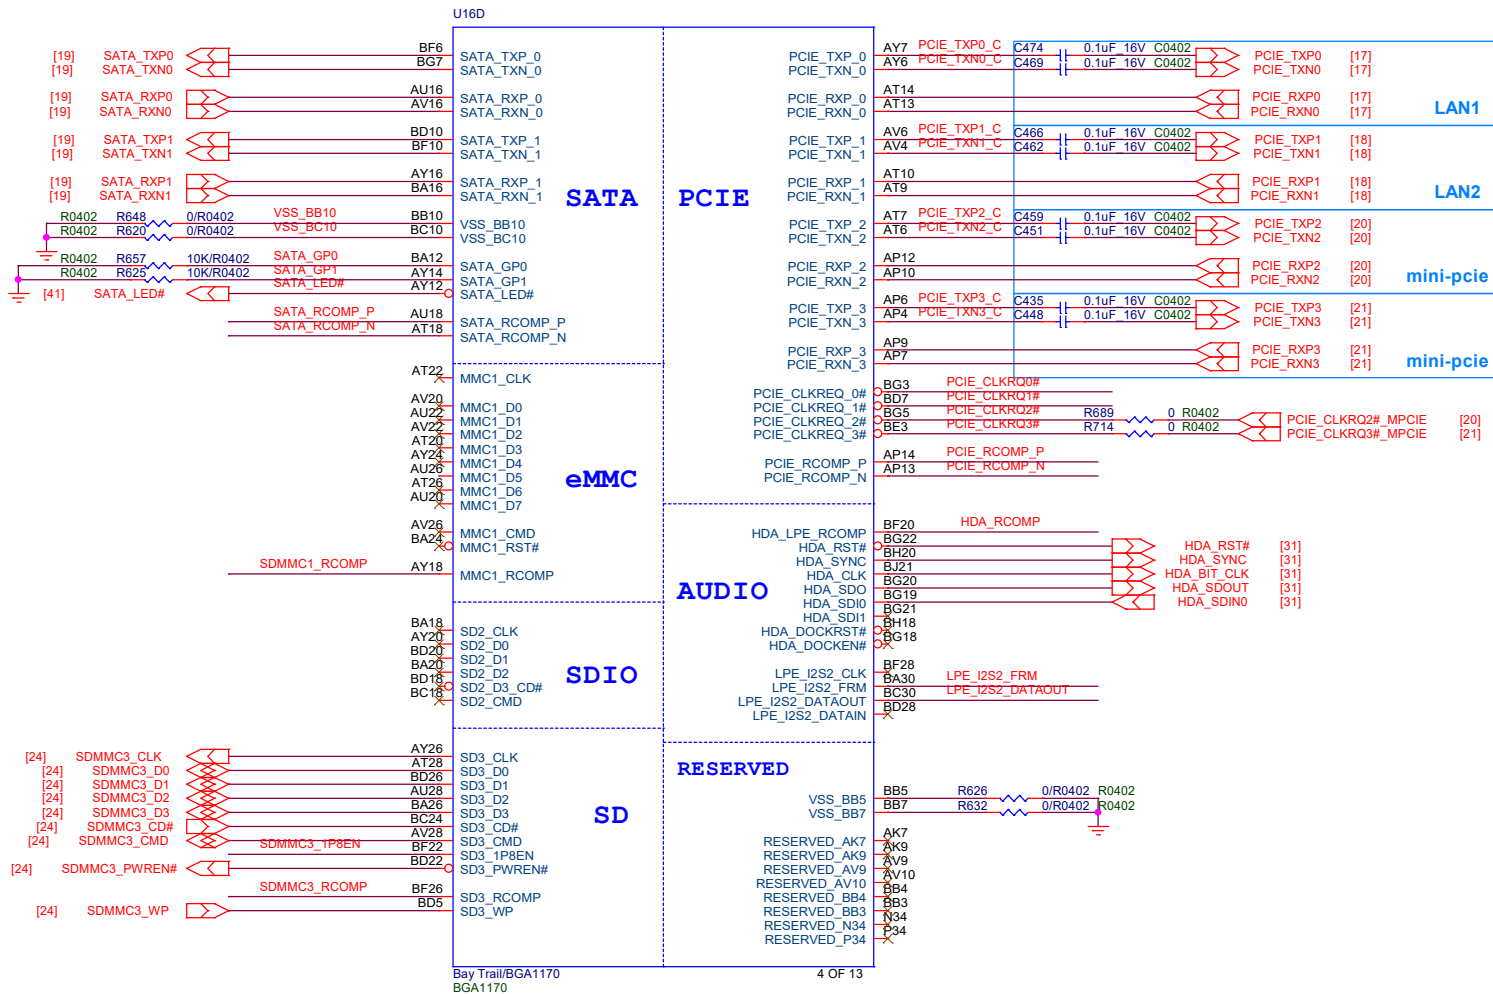 U16D
[19] SATA_TXP0 BF6 SATA_TXP_0
[19] SATA_TXN0 BG7 SATA_TXN_0
[19] SATA_RXP0 AU16 SATA_RXP_0
[19] SATA_RXN0 AV16 SATA_RXN_0
[19] SATA_TXP1 BD10 SATA_TXP_1
[19] SATA_TXN1 BF10 SATA_TXN_1
[19] SATA_RXP1 AY16 SATA_RXP_1
[19] SATA_RXN1 BA16 SATA_RXN_1
SATA
R0402 R648 0/R0402 VSS_BB10 BB10 VSS_BB10
R0402 R620 0/R0402 VSS_BC10 BC10 VSS_BC10
R0402 R657 10K/R0402 SATA_GP0 BA12 SATA_GP0
R0402 R625 10K/R0402 SATA_GP1 AY14 SATA_GP1
[41] SATA_LED# SATA_LED# AY12 SATA_LED#
SATA_RCOMP_P AU18 SATA_RCOMP_P
SATA_RCOMP_N AT18 SATA_RCOMP_N
AT22 MMC1_CLK
AV20 MMC1_D0
AU22 MMC1_D1
AV22 MMC1_D2
AT20 MMC1_D3
AY24 MMC1_D4
AU26 MMC1_D5
AT26 MMC1_D6
AU20 MMC1_D7
eMMC
AV26 MMC1_CMD
BA24 MMC1_RST#
SDMMC1_RCOMP AY18 MMC1_RCOMP
BA18 SD2_CLK
AY20 SD2_D0
BD20 SD2_D1
BA20 SD2_D2
BD18 SD2_D3_CD#
BC18 SD2_CMD
SDIO
[24] SDMMC3_CLK AY26 SD3_CLK
[24] SDMMC3_D0 AT28 SD3_D0
[24] SDMMC3_D1 BD26 SD3_D1
[24] SDMMC3_D2 AU28 SD3_D2
[24] SDMMC3_D3 BA26 SD3_D3
[24] SDMMC3_CD# BC24 SD3_CD#
[24] SDMMC3_CMD AV28 SD3_CMD
SDMMC3_1P8EN BF22 SD3_1P8EN
[24] SDMMC3_PWREN# BD22 SD3_PWREN#
SDMMC3_RCOMP BF26 SD3_RCOMP
[24] SDMMC3_WP BD5 SD3_WP
SD
PCIE_TXP_0 AY7 PCIE_TXP0_C C474 0.1uF_16V C0402 PCIE_TXP0 [17]
PCIE_TXN_0 AY6 PCIE_TXN0_C C469 0.1uF_16V C0402 PCIE_TXN0 [17]
PCIE_RXP_0 AT14 PCIE_RXP0 [17]
PCIE_RXN_0 AT13 PCIE_RXN0 [17]
LAN1
PCIE_TXP_1 AV6 PCIE_TXP1_C C466 0.1uF_16V C0402 PCIE_TXP1 [18]
PCIE_TXN_1 AV4 PCIE_TXN1_C C462 0.1uF_16V C0402 PCIE_TXN1 [18]
PCIE_RXP_1 AT10 PCIE_RXP1 [18]
PCIE_RXN_1 AT9 PCIE_RXN1 [18]
PCIE LAN2
PCIE_TXP_2 AT7 PCIE_TXP2_C C459 0.1uF_16V C0402 PCIE_TXP2 [20]
PCIE_TXN_2 AT6 PCIE_TXN2_C C451 0.1uF_16V C0402 PCIE_TXN2 [20]
PCIE_RXP_2 AP12 PCIE_RXP2 [20]
PCIE_RXN_2 AP10 PCIE_RXN2 [20]
mini-pcie
PCIE_TXP_3 AP6 PCIE_TXP3_C C435 0.1uF_16V C0402 PCIE_TXP3 [21]
PCIE_TXN_3 AP4 PCIE_TXN3_C C448 0.1uF_16V C0402 PCIE_TXN3 [21]
PCIE_RXP_3 AP9 PCIE_RXP3 [21]
PCIE_RXN_3 AP7 PCIE_RXN3 [21]
mini-pcie
PCIE_CLKREQ_0# BG3 PCIE_CLKRQ0#
PCIE_CLKREQ_1# BD7 PCIE_CLKRQ1#
PCIE_CLKREQ_2# BG5 PCIE_CLKRQ2# R689 0 R0402 PCIE_CLKRQ2#_MPCIE [20]
PCIE_CLKREQ_3# BE3 PCIE_CLKRQ3# R714 0 R0402 PCIE_CLKRQ3#_MPCIE [21]
PCIE_RCOMP_P AP14 PCIE_RCOMP_P
PCIE_RCOMP_N AP13 PCIE_RCOMP_N
HDA_LPE_RCOMP BF20 HDA_RCOMP
HDA_RST# BG22 HDA_RST# [31]
HDA_SYNC BH20 HDA_SYNC [31]
HDA_CLK BJ21 HDA_BIT_CLK [31]
HDA_SDO BG20 HDA_SDOUT [31]
HDA_SDI0 BG19 HDA_SDIN0 [31]
HDA_SDI1 BG21
HDA_DOCKRST# BH18
HDA_DOCKEN# BG18
AUDIO
LPE_I2S2_CLK BF28
LPE_I2S2_FRM BA30 LPE_I2S2_FRM
LPE_I2S2_DATAOUT BC30 LPE_I2S2_DATAOUT
LPE_I2S2_DATAIN BD28
RESERVED
VSS_BB5 BB5 R626 0/R0402 R0402
VSS_BB7 BB7 R632 0/R0402 R0402
RESERVED_AK7 AK7
RESERVED_AK9 AK9
RESERVED_AV9 AV9
RESERVED_AV10 AV10
RESERVED_BB4 BB4
RESERVED_BB3 BB3
RESERVED_N34 N34
RESERVED_P34 P34
Bay Trail/BGA1170 4 OF 13
BGA1170